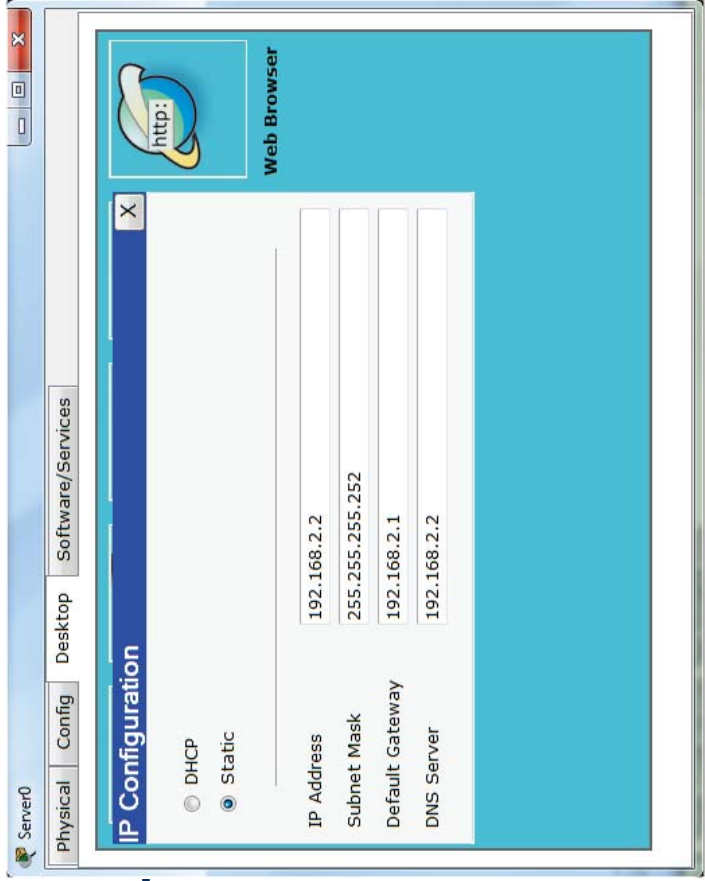 Server0
Physical Config Desktop Software/Services
IP Configuration X
http:
Web Browser
DHCP
Static
IP Address 192.168.2.2
Subnet Mask 255.255.255.252
Default Gateway 192.168.2.1
DNS Server 192.168.2.2